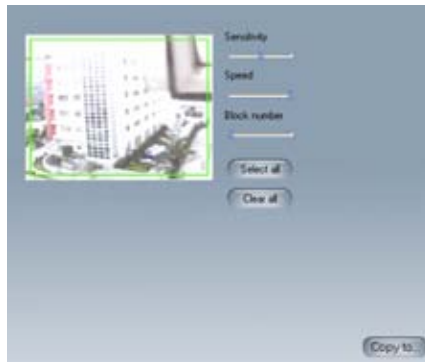 Sensitivity
Speed
Block number
Select all
Clear all
Copy to...